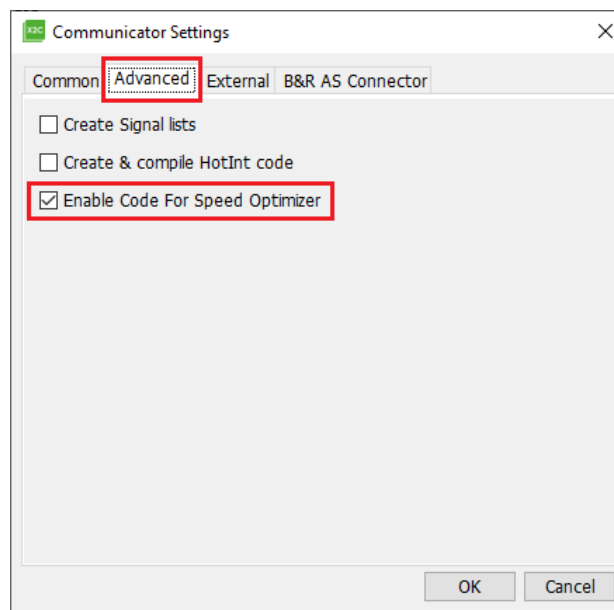 X2C Communicator Settings
Common Advanced External B&R AS Connector
Create Signal lists
Create & compile HotInt code
Enable Code For Speed Optimizer
OK Cancel